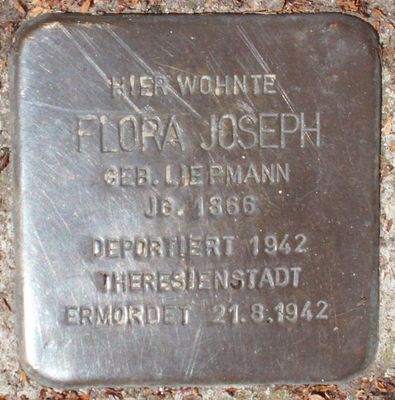 HIER WOHNTE
FLORA JOSEPH
GEB. LIEPMANN
JG. 1866
DEPORTIERT 1942
THERESIENSTADT
ERMORDET 21.8.1942